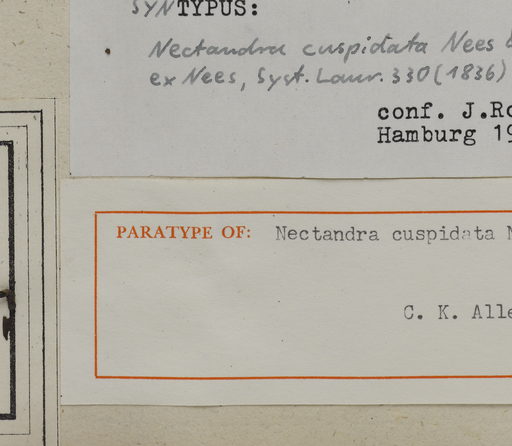 SYNTYPUS:
Nectandra cuspidata Nees &
ex Nees, Syst. Laur. 330 (1836)
conf. J.Ro
Hamburg 19
PARATYPE OF: Nectandra cuspidata N
C. K. Alle